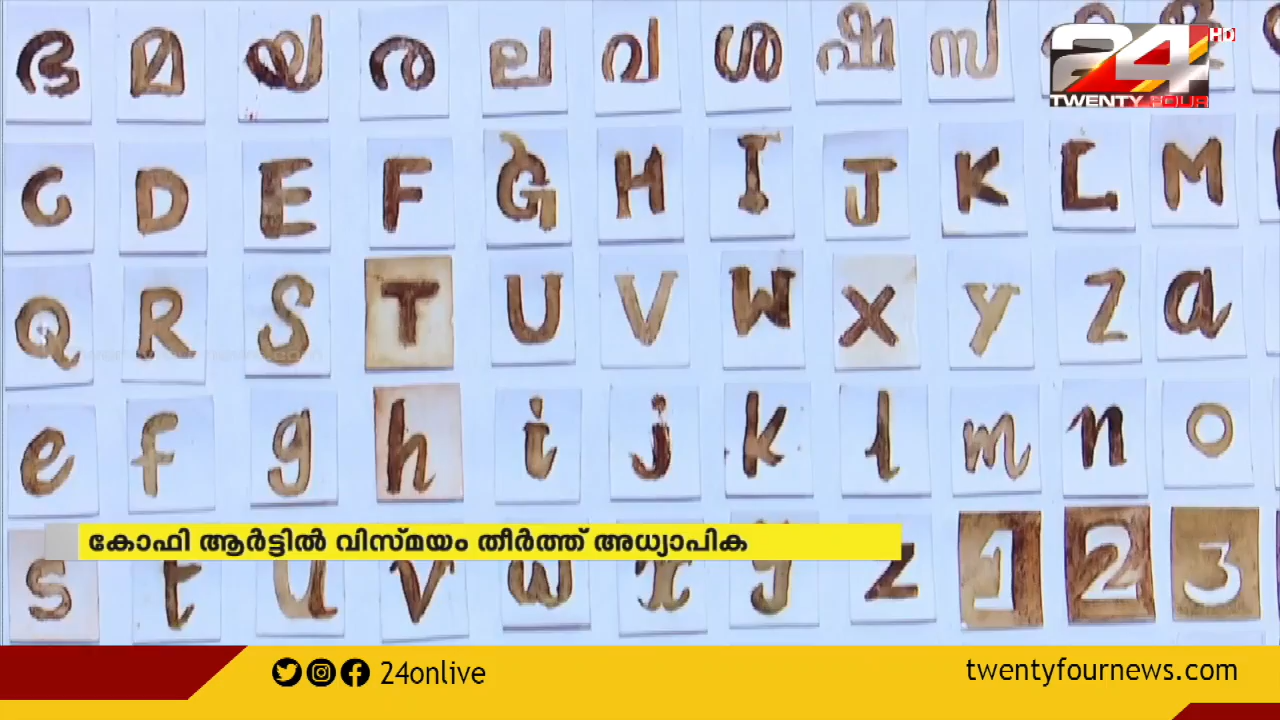 ഭ മ യ ര ല വ ശ ഷ സ
24 HD
TWENTY FOUR
C D E F G H I J K L M
Q R S T U V W X Y Z a
e f g h i j k l m n o
കോഫി ആർട്ടിൽ വിസ്മയം തീർത്ത് അധ്യാപിക
s t u v w x y z 1 2 3
24onlive
twentyfournews.com